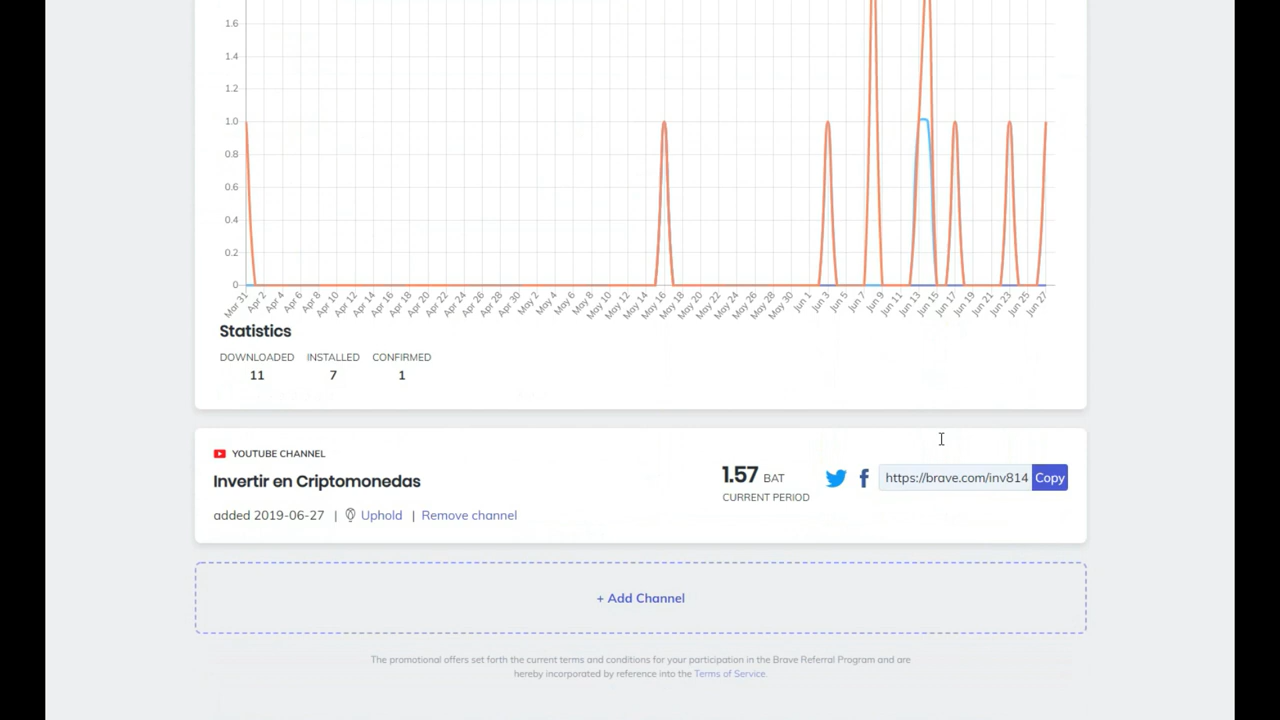 1.6
1.4
1.2
1.0
0.8
0.6
0.4
0.2
0
Mar 31 Apr 2 Apr 4 Apr 6 Apr 8 Apr 10 Apr 12 Apr 14 Apr 16 Apr 18 Apr 20 Apr 22 Apr 24 Apr 26 Apr 28 Apr 30 May 2 May 4 May 6 May 8 May 10 May 12 May 14 May 16 May 18 May 20 May 22 May 24 May 26 May 28 May 30 Jun 1 Jun 3 Jun 5 Jun 7 Jun 9 Jun 11 Jun 13 Jun 15 Jun 17 Jun 19 Jun 21 Jun 23 Jun 25 Jun 27
Statistics
DOWNLOADED INSTALLED CONFIRMED
11 7 1
YOUTUBE CHANNEL
Invertir en Criptomonedas
added 2019-06-27 | Uphold | Remove channel
1.57 BAT
CURRENT PERIOD
https://brave.com/inv814 Copy
+ Add Channel
The promotional offers set forth the current terms and conditions for your participation in the Brave Referral Program and are
hereby incorporated by reference into the Terms of Service.